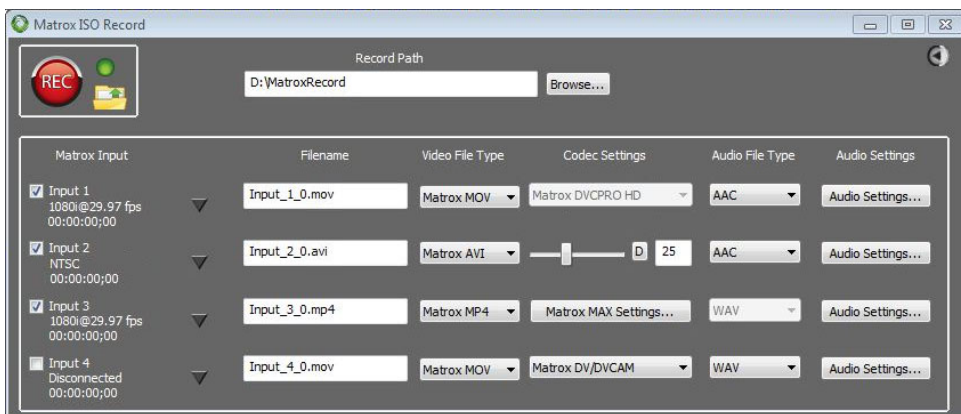 Matrox ISO Record
REC
Record Path
D:\MatroxRecord
Browse...
Matrox Input Filename Video File Type Codec Settings Audio File Type Audio Settings
Input 1 Input_1_0.mov Matrox MOV Matrox DVCPRO HD AAC Audio Settings...
1080i@29.97 fps
00:00:00;00
Input 2 Input_2_0.avi Matrox AVI D 25 AAC Audio Settings...
NTSC
00:00:00;00
Input 3 Input_3_0.mp4 Matrox MP4 Matrox MAX Settings... WAV Audio Settings...
1080i@29.97 fps
00:00:00;00
Input 4 Input_4_0.mov Matrox MOV Matrox DV/DVCAM WAV Audio Settings...
Disconnected
00:00:00;00